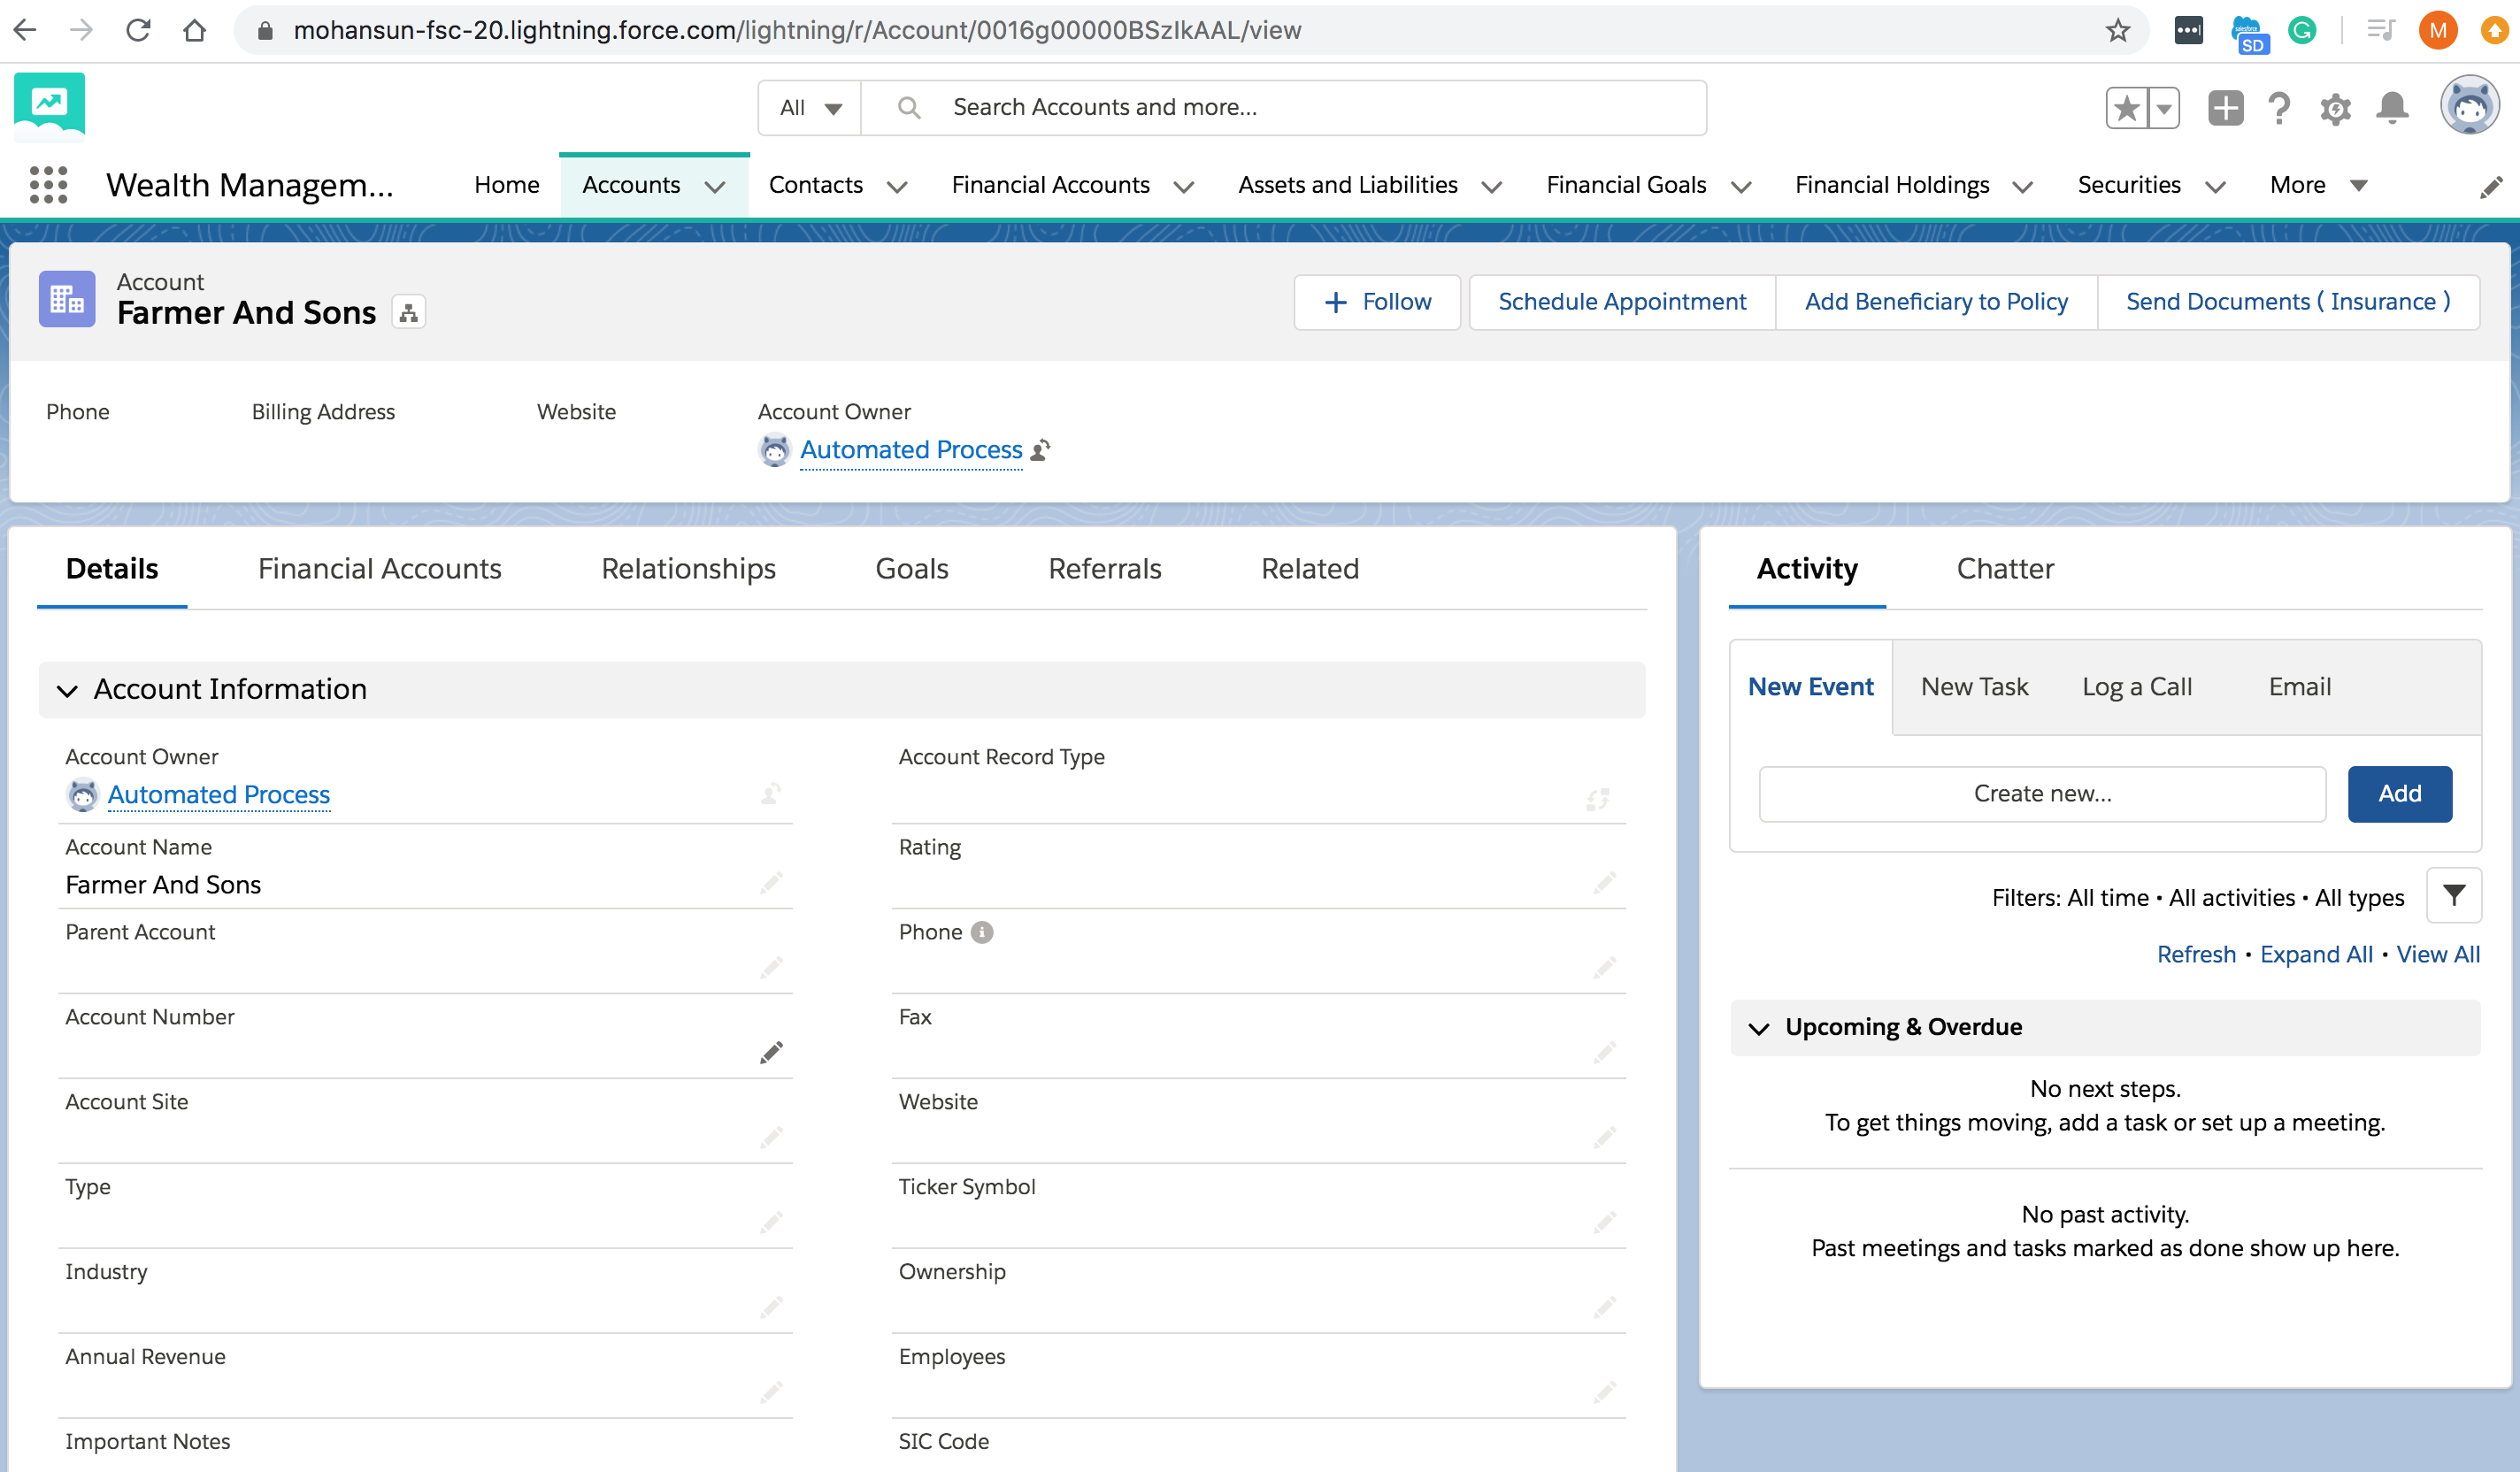 mohansun-fsc-20.lightning.force.com/lightning/r/Account/0016g00000BSzIkAAL/view
SD
G
M
All
Search Accounts and more...
Wealth Managem...
Home
Accounts
Contacts
Financial Accounts
Assets and Liabilities
Financial Goals
Financial Holdings
Securities
More
Account
Farmer And Sons
Follow
Schedule Appointment
Add Beneficiary to Policy
Send Documents ( Insurance )
Phone
Billing Address
Website
Account Owner
Automated Process
Details
Financial Accounts
Relationships
Goals
Referrals
Related
Account Information
Account Owner
Automated Process
Account Record Type
Account Name
Farmer And Sons
Rating
Parent Account
Phone
Account Number
Fax
Account Site
Website
Type
Ticker Symbol
Industry
Ownership
Annual Revenue
Employees
Important Notes
SIC Code
Activity
Chatter
New Event
New Task
Log a Call
Email
Create new...
Add
Filters: All time • All activities • All types
Refresh • Expand All • View All
Upcoming & Overdue
No next steps.
To get things moving, add a task or set up a meeting.
No past activity.
Past meetings and tasks marked as done show up here.